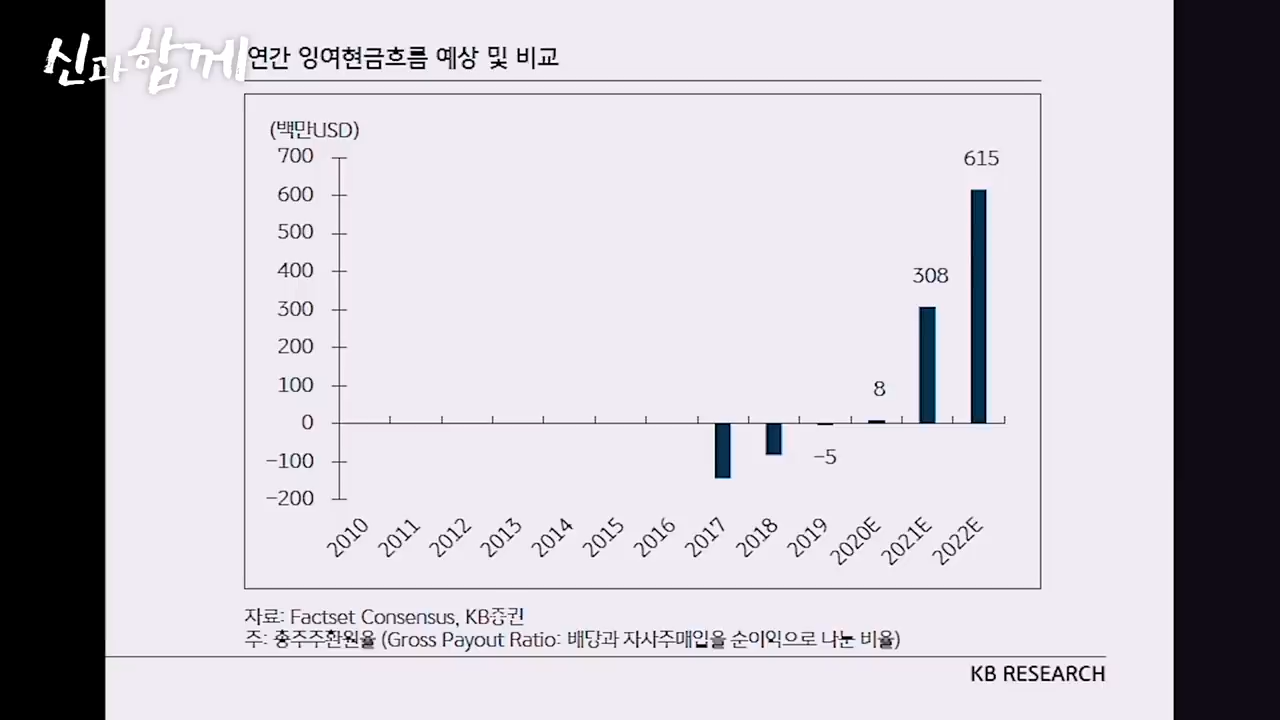 신과함께
연간 잉여현금흐름 예상 및 비교
(백만USD)
700
600
500
400
300
200
100
0
-100
-200
615
308
8
-5
2010
2011
2012
2013
2014
2015
2016
2017
2018
2019
2020E
2021E
2022E
자료: Factset Consensus, KB증권
주: 총주주환원율 (Gross Payout Ratio: 배당과 자사주매입을 순이익으로 나눈 비율)
KB RESEARCH